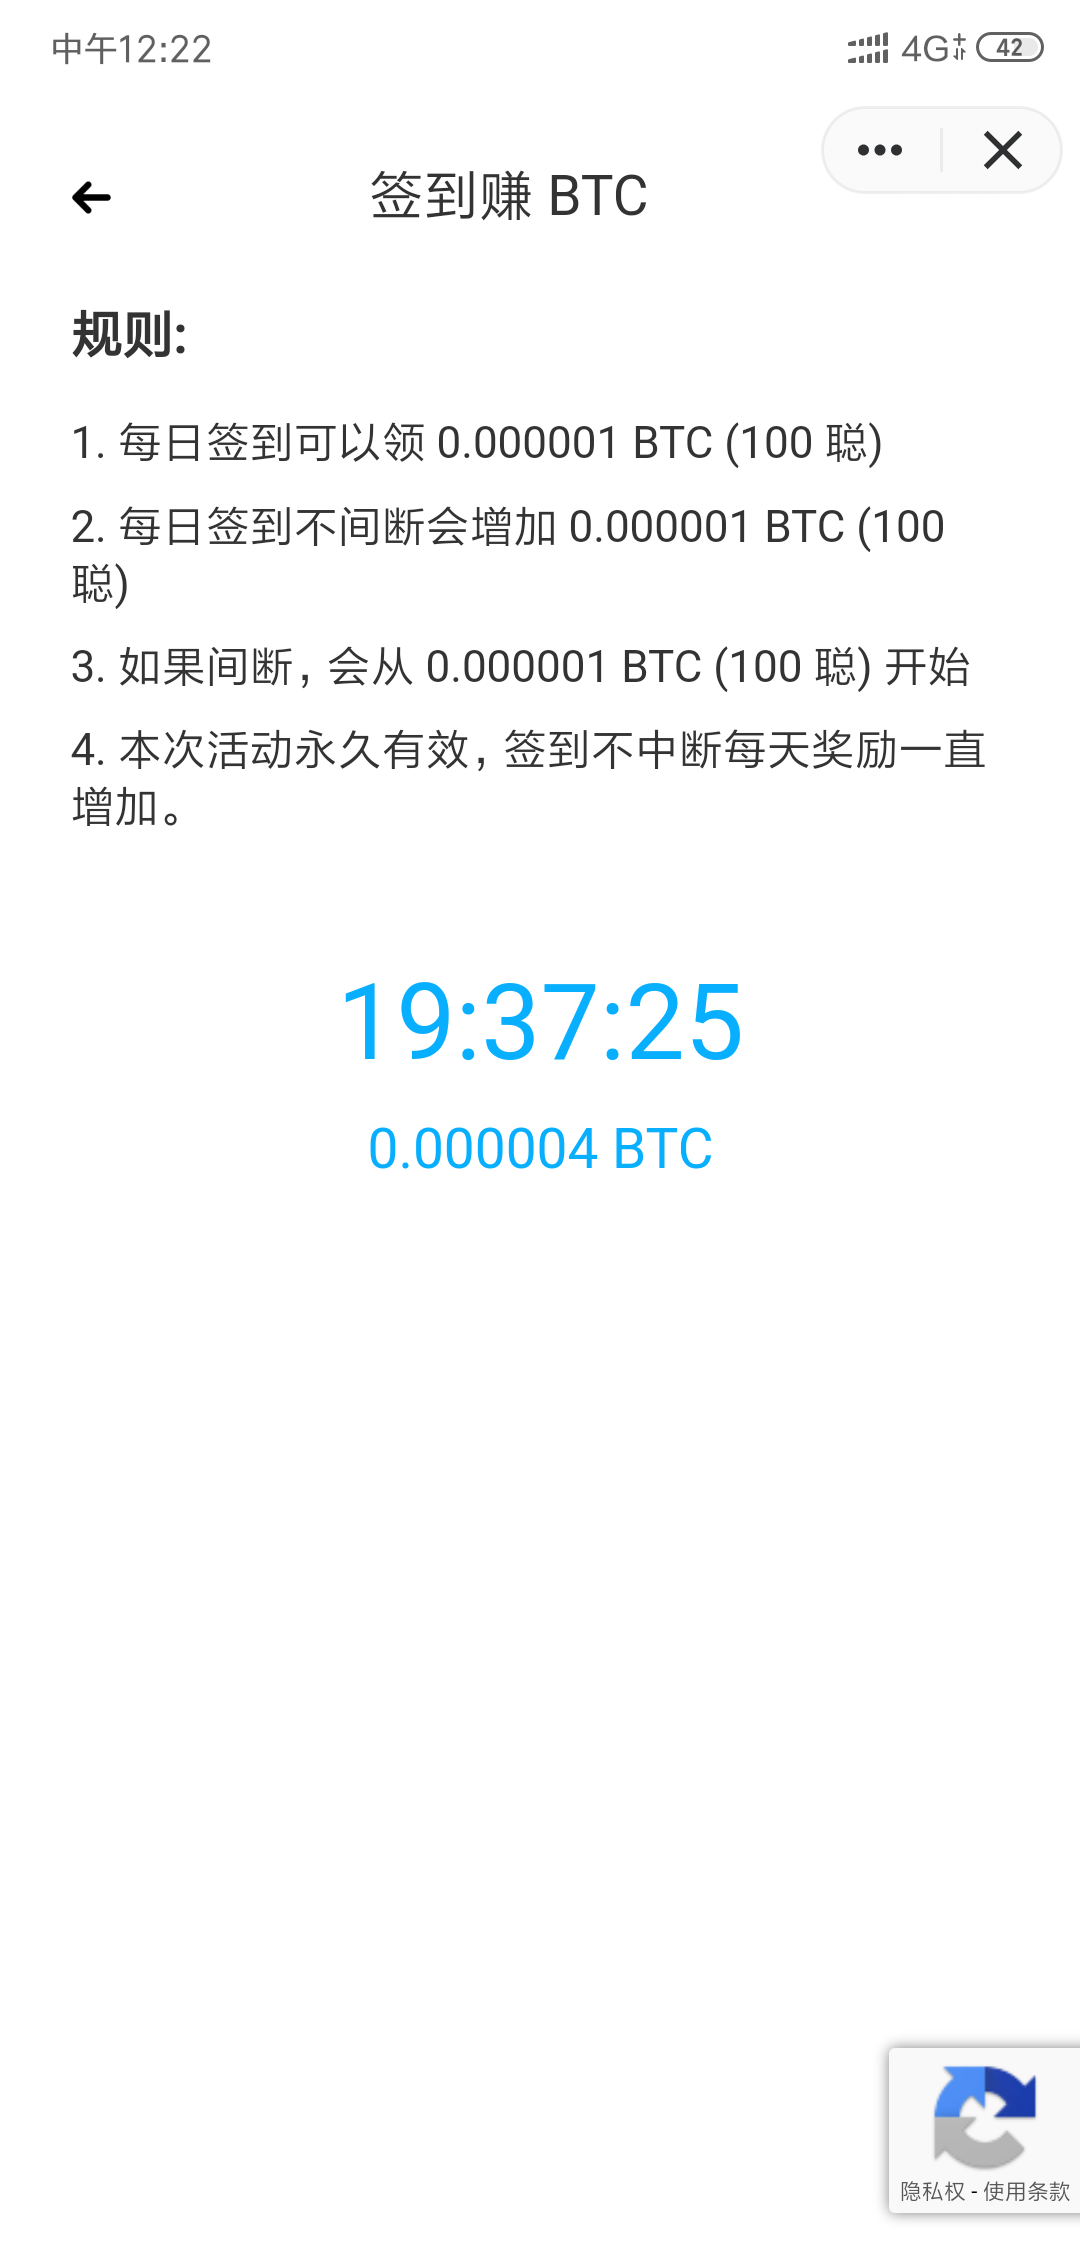 中午12:22
4G
42
签到赚 BTC
规则:
1. 每日签到可以领 0.000001 BTC (100 聪)
2. 每日签到不间断会增加 0.000001 BTC (100
聪)
3. 如果间断，会从 0.000001 BTC (100 聪) 开始
4. 本次活动永久有效，签到不中断每天奖励一直
增加。
19:37:25
0.000004 BTC
隐私权 - 使用条款